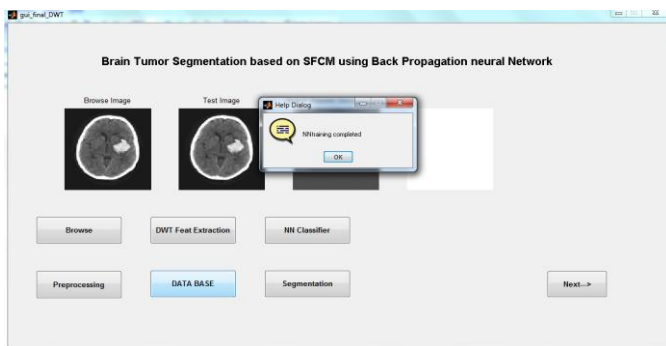 gui_final_DWT
Brain Tumor Segmentation based on SFCM using Back Propagation neural Network
Browse Image
Test Image
Help Dialog
NNtraining completed
OK
Browse
DWT Feat Extraction
NN Classifier
Preprocessing
DATA BASE
Segmentation
Next...>